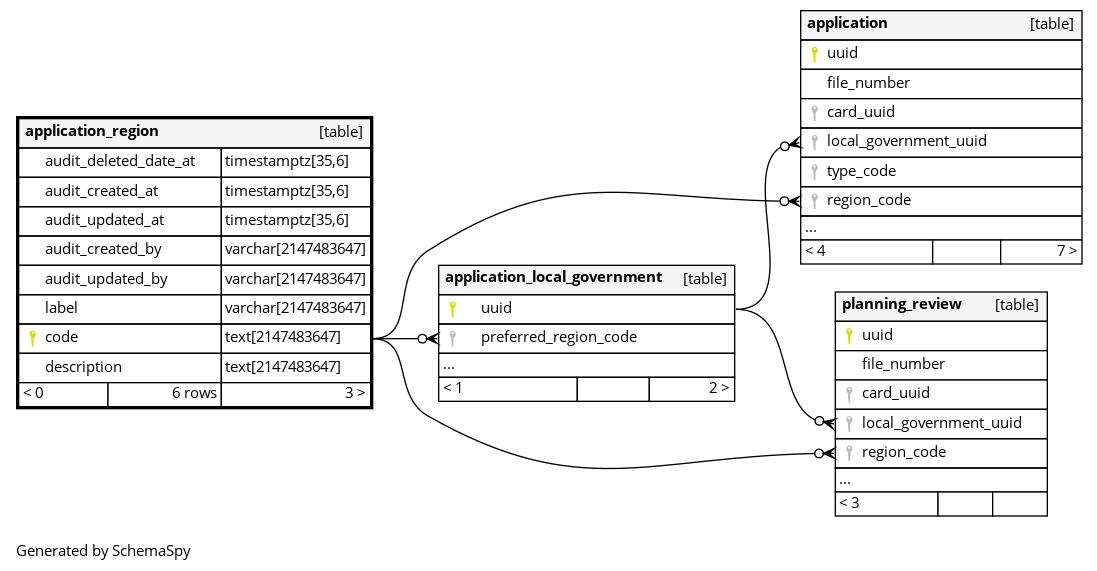 application_region [table]
audit_deleted_date_at timestamptz[35,6]
audit_created_at timestamptz[35,6]
audit_updated_at timestamptz[35,6]
audit_created_by varchar[2147483647]
audit_updated_by varchar[2147483647]
label varchar[2147483647]
code text[2147483647]
description text[2147483647]
< 0 6 rows 3 >
application_local_government [table]
uuid
preferred_region_code
...
< 1 2 >
application [table]
uuid
file_number
card_uuid
local_government_uuid
type_code
region_code
...
< 4 7 >
planning_review [table]
uuid
file_number
card_uuid
local_government_uuid
region_code
...
< 3
Generated by SchemaSpy